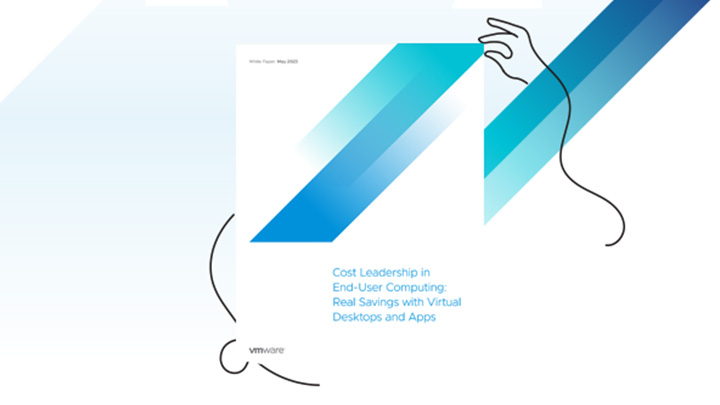 White Paper May 2023
Cost Leadership in
End-User Computing:
Real Savings with Virtual
Desktops and Apps
vmware